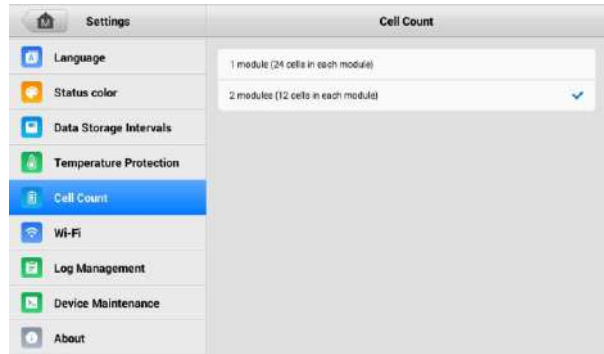 Settings
Cell Count
Language
1 module (24 cells in each module)
Status color
2 modules (12 cells in each module)
Data Storage Intervals
Temperature Protection
Cell Count
Wi-Fi
Log Management
Device Maintenance
About